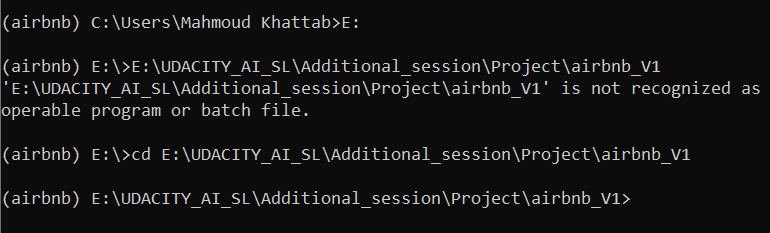 (airbnb) C:\Users\Mahmoud Khattab>E:
(airbnb) E:\>E:\UDACITY_AI_SL\Additional_session\Project\airbnb_V1
'E:\UDACITY_AI_SL\Additional_session\Project\airbnb_V1' is not recognized as
operable program or batch file.
(airbnb) E:\>cd E:\UDACITY_AI_SL\Additional_session\Project\airbnb_V1
(airbnb) E:\UDACITY_AI_SL\Additional_session\Project\airbnb_V1>